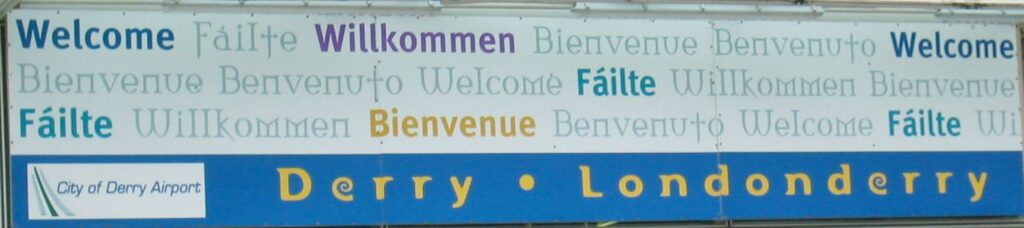 Welcome Fáilte Willkommen Bienvenue Benvenuto Welcome
Bienvenue Benvenuto Welcome Fáilte Willkommen Bienvenue
Fáilte Willkommen Bienvenue Benvenuto Welcome Fáilte Wi
City of Derry Airport
Derry • Londonderry